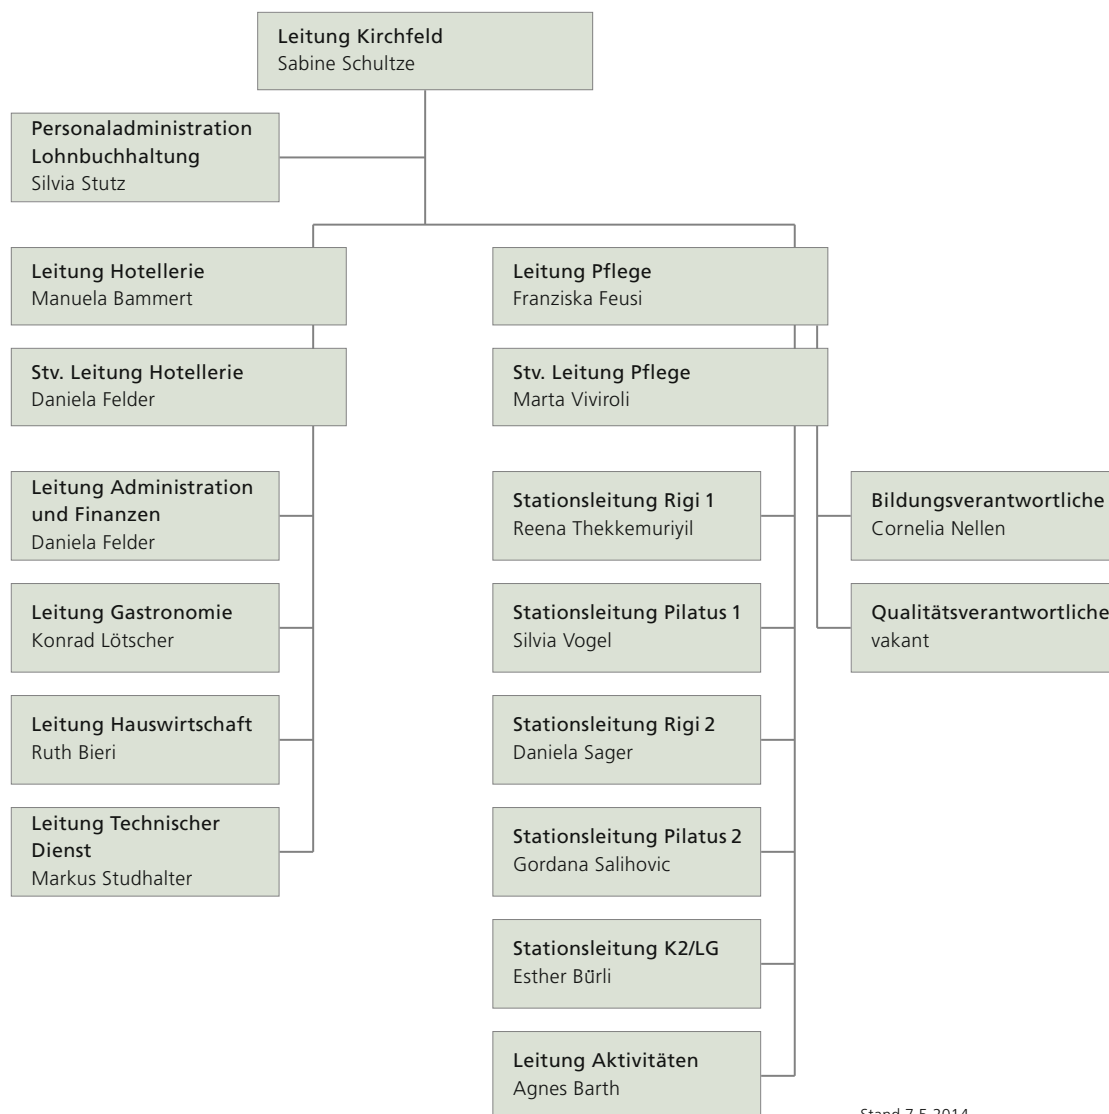 Leitung Kirchfeld
Sabine Schultze
Personaladministration
Lohnbuchhaltung
Silvia Stutz
Leitung Hotellerie
Manuela Bammert
Stv. Leitung Hotellerie
Daniela Felder
Leitung Administration
und Finanzen
Daniela Felder
Leitung Gastronomie
Konrad Lötscher
Leitung Hauswirtschaft
Ruth Bieri
Leitung Technischer
Dienst
Markus Studhalter
Leitung Pflege
Franziska Feusi
Stv. Leitung Pflege
Marta Viviroli
Stationsleitung Rigi 1
Reena Thekkemuriyil
Stationsleitung Pilatus 1
Silvia Vogel
Stationsleitung Rigi 2
Daniela Sager
Stationsleitung Pilatus 2
Gordana Salihovic
Stationsleitung K2/LG
Esther Bürli
Leitung Aktivitäten
Agnes Barth
Bildungsverantwortliche
Cornelia Nellen
Qualitätsverantwortliche
vakant
Stand 7.5.2014